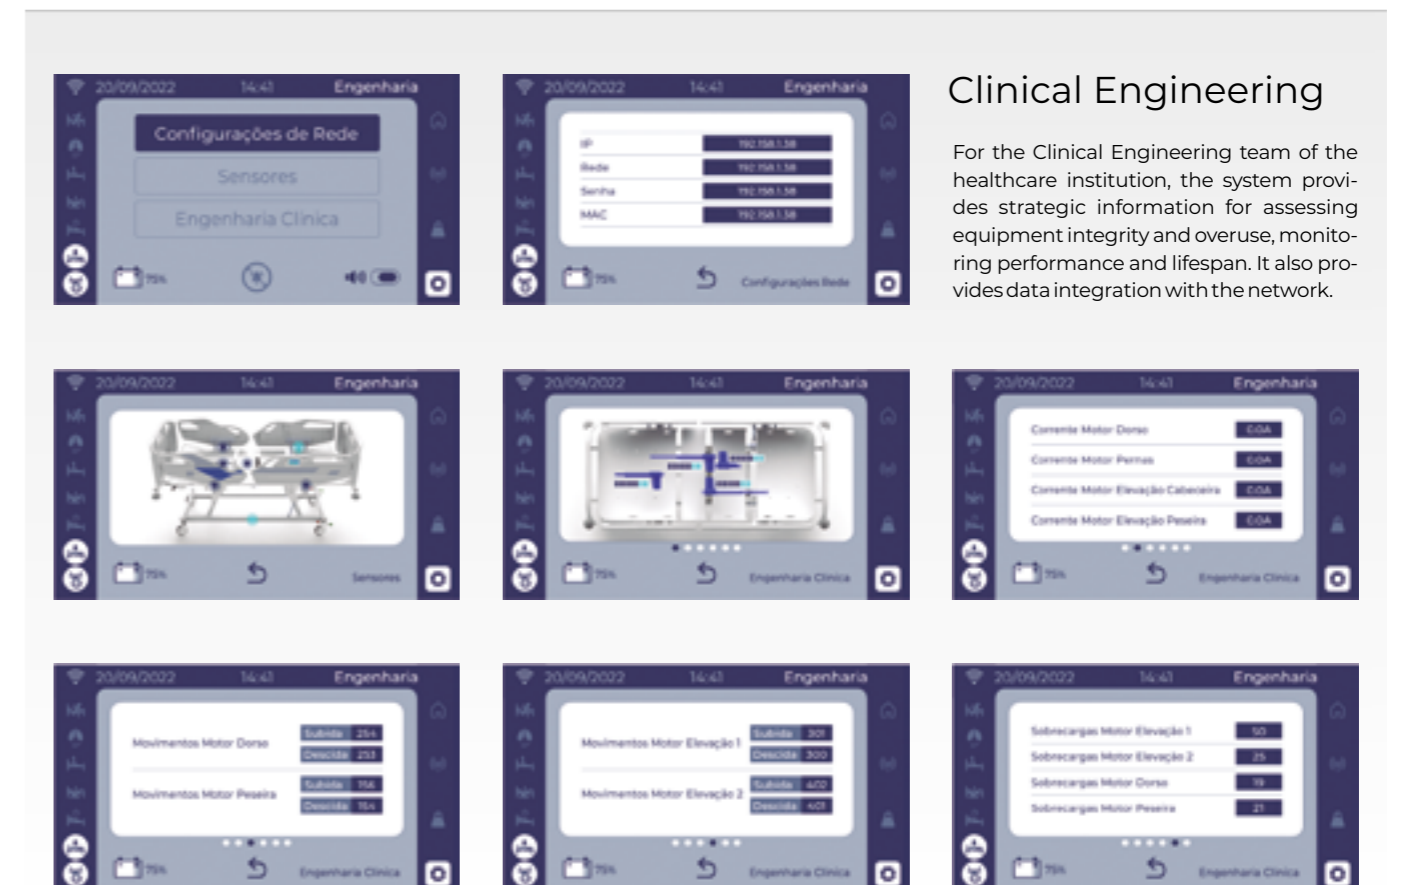 20/09/2022 14:41 Engenharia
Configurações de Rede
Sensores
Engenharia Clínica
75%
20/09/2022 14:41 Engenharia
IP 192.158.1.38
Rede 192.158.1.38
Senha 192.158.1.38
MAC 192.158.1.38
75% Configurações Rede
Clinical Engineering
For the Clinical Engineering team of the
healthcare institution, the system provi-
des strategic information for assessing
equipment integrity and overuse, monito-
ring performance and lifespan. It also pro-
vides data integration with the network.
20/09/2022 14:41 Engenharia
75% Sensores
20/09/2022 14:41 Engenharia
75% Engenharia Clínica
20/09/2022 14:41 Engenharia
Corrente Motor Dorso
Corrente Motor Pernas
Corrente Motor Elevação Cabeceira
Corrente Motor Elevação Peseira
75% Engenharia Clínica
20/09/2022 14:41 Engenharia
Movimentos Motor Dorso
Subida 254
Descida 253
Movimentos Motor Peseira
Subida 156
Descida 154
75% Engenharia Clínica
20/09/2022 14:41 Engenharia
Movimentos Motor Elevação 1
Subida 301
Descida 300
Movimentos Motor Elevação 2
Subida 402
Descida 401
75% Engenharia Clínica
20/09/2022 14:41 Engenharia
Sobrecargas Motor Elevação 1 50
Sobrecargas Motor Elevação 2 25
Sobrecargas Motor Dorso 19
Sobrecargas Motor Peseira 21
75% Engenharia Clínica